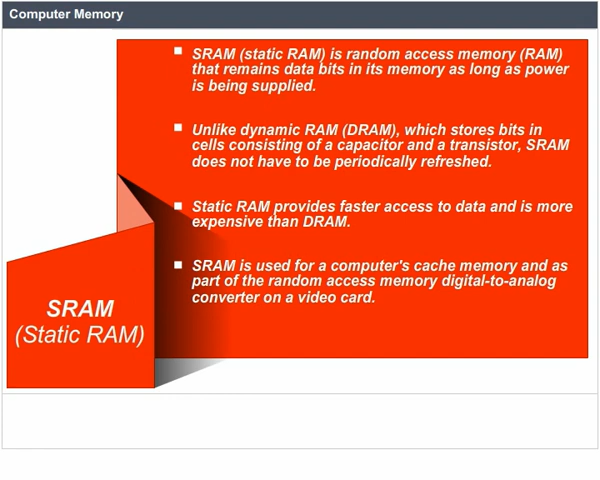 Computer Memory
SRAM (static RAM) is random access memory (RAM)
that remains data bits in its memory as long as power
is being supplied.
Unlike dynamic RAM (DRAM), which stores bits in
cells consisting of a capacitor and a transistor, SRAM
does not have to be periodically refreshed.
Static RAM provides faster access to data and is more
expensive than DRAM.
SRAM is used for a computer's cache memory and as
part of the random access memory digital-to-analog
converter on a video card.
SRAM
(Static RAM)